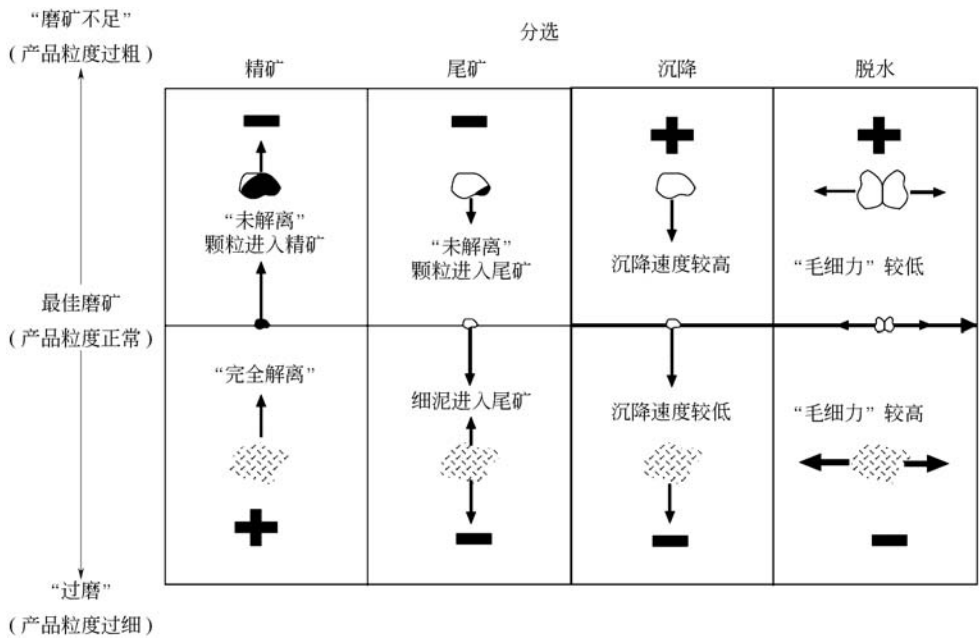 “磨矿不足”
(产品粒度过粗)
分选
精矿
尾矿
沉降
脱水
“未解离”
颗粒进入精矿
“未解离”
颗粒进入尾矿
沉降速度较高
“毛细力”较低
最佳磨矿
(产品粒度正常)
“完全解离”
细泥进入尾矿
沉降速度较低
“毛细力”较高
“过磨”
(产品粒度过细)